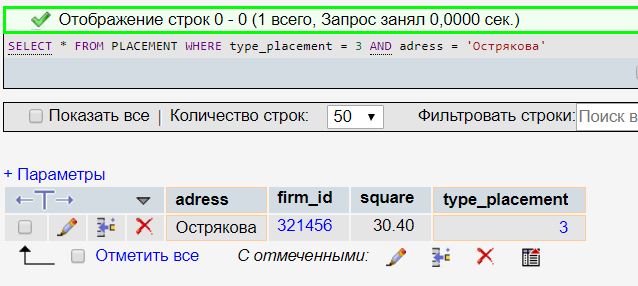 Отображение строк 0 - 0 (1 всего, Запрос занял 0,0000 сек.)
SELECT * FROM PLACEMENT WHERE type_placement = 3 AND adress = 'Острякова'
Показать все | Количество строк: 50 Фильтровать строки: Поиск в
+ Параметры
adress firm_id square type_placement
Острякова 321456 30.40 3
Отметить все С отмеченными: